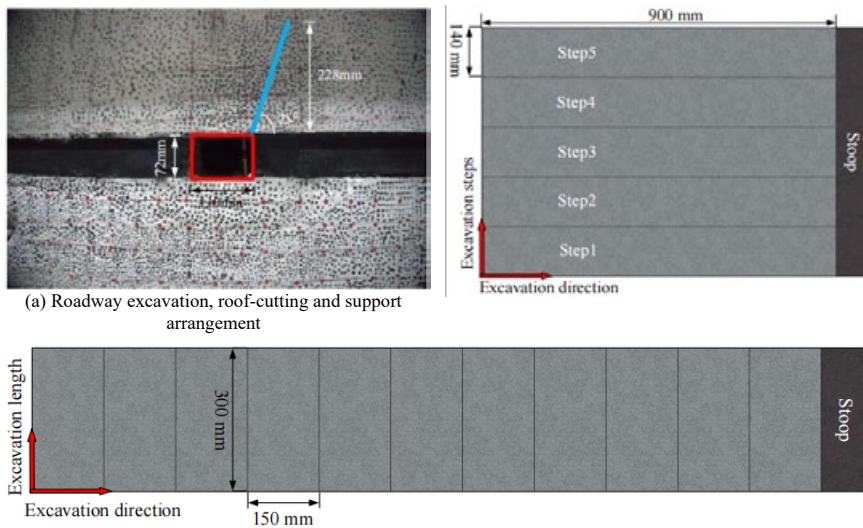 228mm
72mm
(a) Roadway excavation, roof-cutting and support
arrangement
900 mm
140 mm
Step5
Step4
Step3
Step2
Step1
Stoop
Excavation steps
Excavation direction
Excavation length
300 mm
Stoop
Excavation direction
150 mm